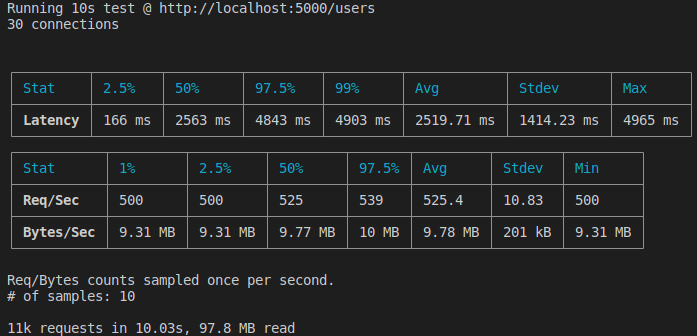 Running 10s test @ http://localhost:5000/users
30 connections
Stat 2.5% 50% 97.5% 99% Avg Stdev Max
Latency 166 ms 2563 ms 4843 ms 4903 ms 2519.71 ms 1414.23 ms 4965 ms
Stat 1% 2.5% 50% 97.5% Avg Stdev Min
Req/Sec 500 500 525 539 525.4 10.83 500
Bytes/Sec 9.31 MB 9.31 MB 9.77 MB 10 MB 9.78 MB 201 kB 9.31 MB
Req/Bytes counts sampled once per second.
# of samples: 10
11k requests in 10.03s, 97.8 MB read